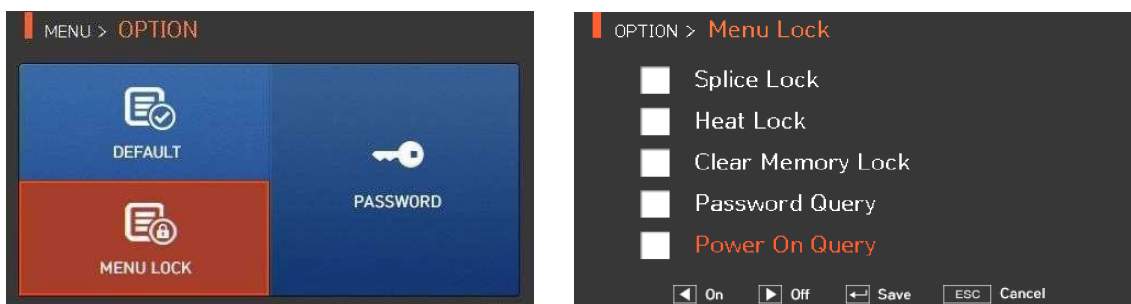 MENU > OPTION
DEFAULT
PASSWORD
MENU LOCK
OPTION > Menu Lock
Splice Lock
Heat Lock
Clear Memory Lock
Password Query
Power On Query
On Off Save ESC Cancel